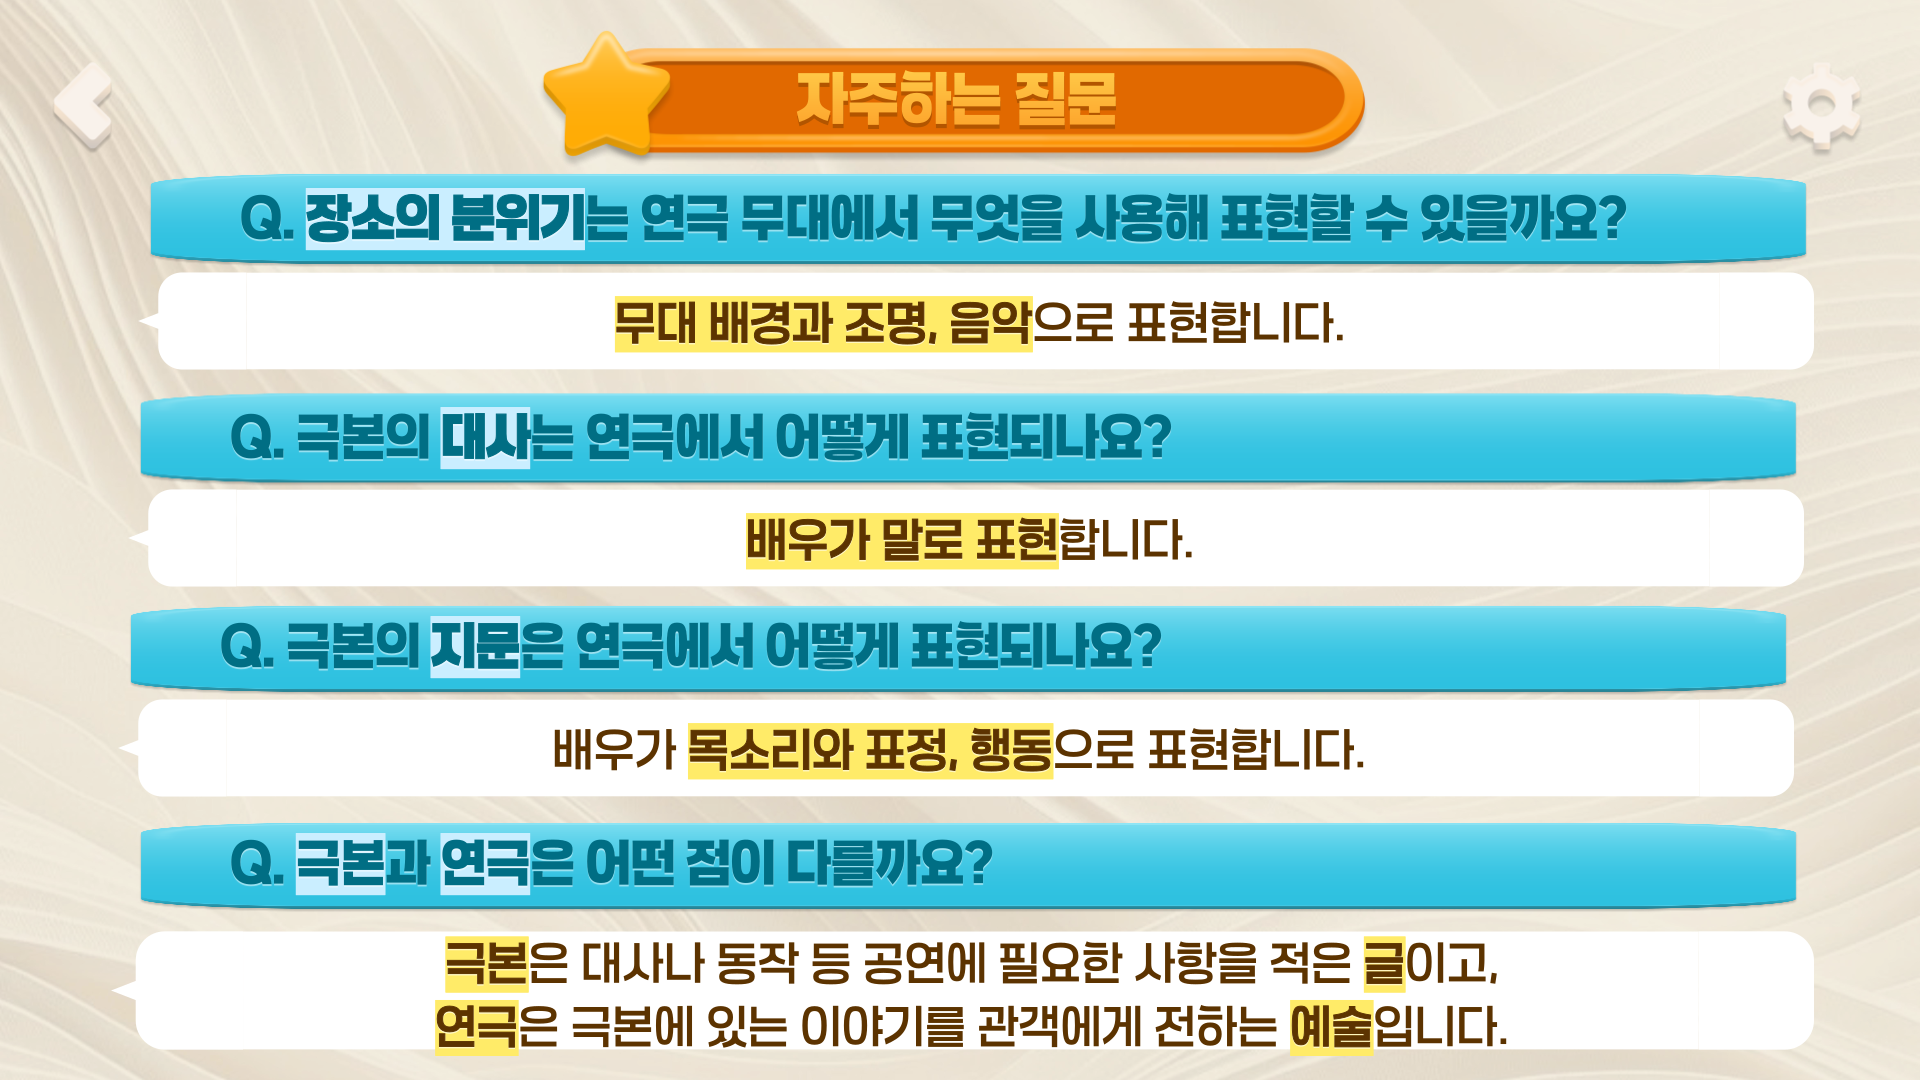 자주하는 질문
Q. 장소의 분위기는 연극 무대에서 무엇을 사용해 표현할 수 있을까요?
무대 배경과 조명, 음악으로 표현합니다.
Q. 극본의 대사는 연극에서 어떻게 표현되나요?
배우가 말로 표현합니다.
Q. 극본의 지문은 연극에서 어떻게 표현되나요?
배우가 목소리와 표정, 행동으로 표현합니다.
Q. 극본과 연극은 어떤 점이 다를까요?
극본은 대사나 동작 등 공연에 필요한 사항을 적은 글이고,
연극은 극본에 있는 이야기를 관객에게 전하는 예술입니다.